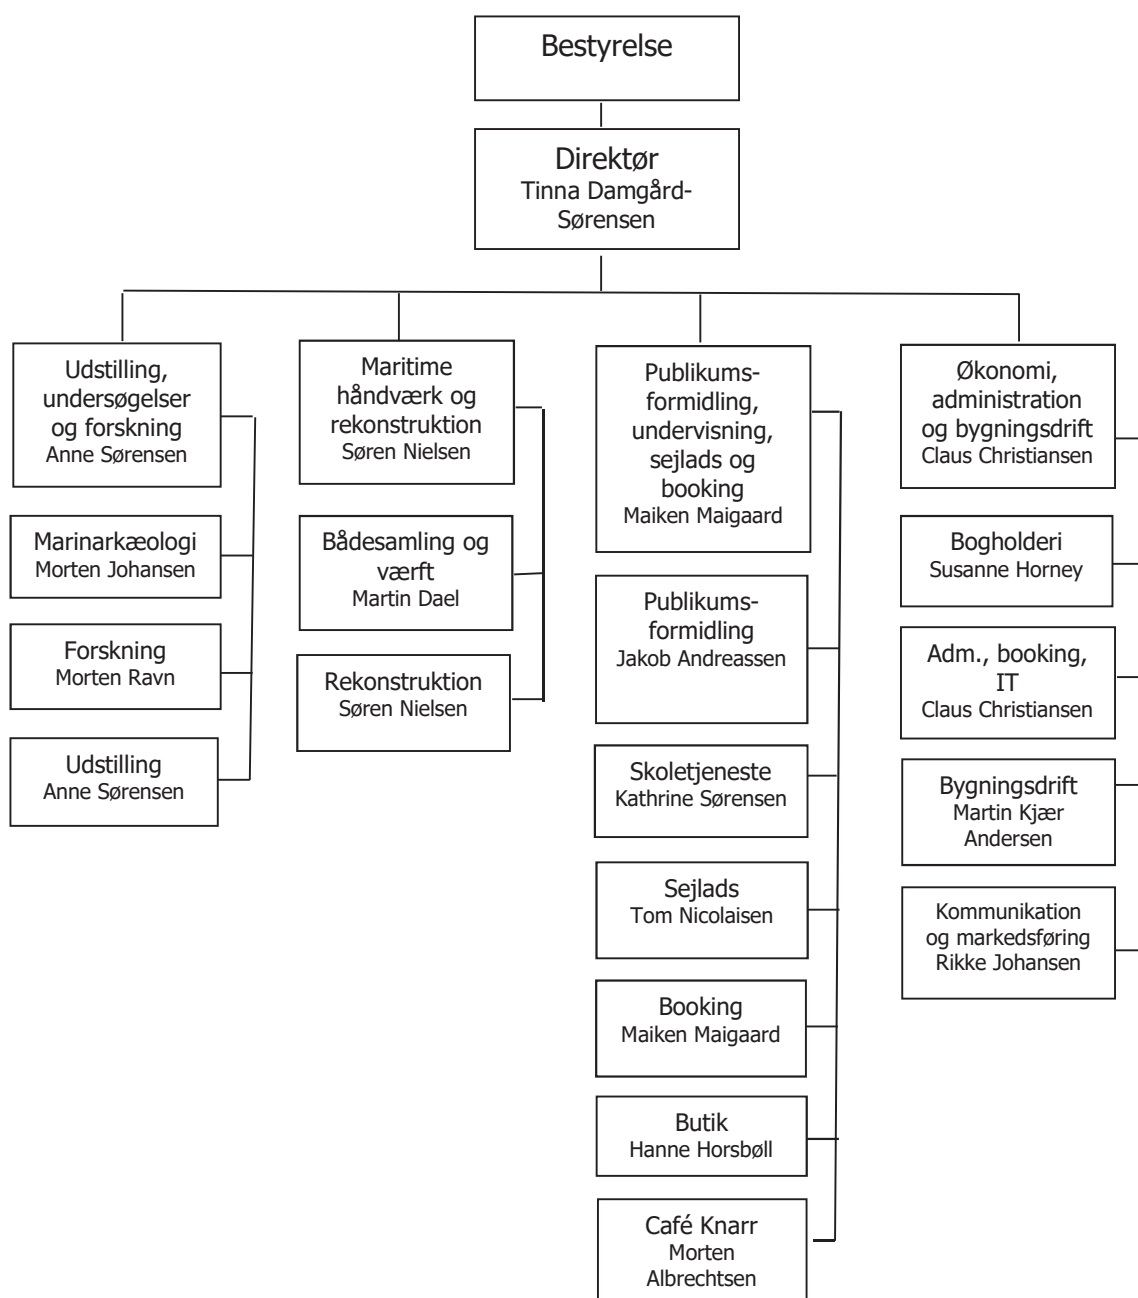 Bestyrelse
Direktør
Tinna Damgård-
Sørensen
Udstilling,
undersøgelser
og forskning
Anne Sørensen
Marinarkæologi
Morten Johansen
Forskning
Morten Ravn
Udstilling
Anne Sørensen
Maritime
håndværk og
rekonstruktion
Søren Nielsen
Bådesamling og
værft
Martin Dael
Rekonstruktion
Søren Nielsen
Publikums-
formidling,
undervisning,
sejlads og
booking
Maiken Maigaard
Publikums-
formidling
Jakob Andreassen
Skoletjeneste
Kathrine Sørensen
Sejlads
Tom Nicolaisen
Booking
Maiken Maigaard
Butik
Hanne Horsbøll
Café Knarr
Morten
Albrechtsen
Økonomi,
administration
og bygningsdrift
Claus Christiansen
Bogholderi
Susanne Horney
Adm., booking,
IT
Claus Christiansen
Bygningsdrift
Martin Kjær
Andersen
Kommunikation
og markedsføring
Rikke Johansen